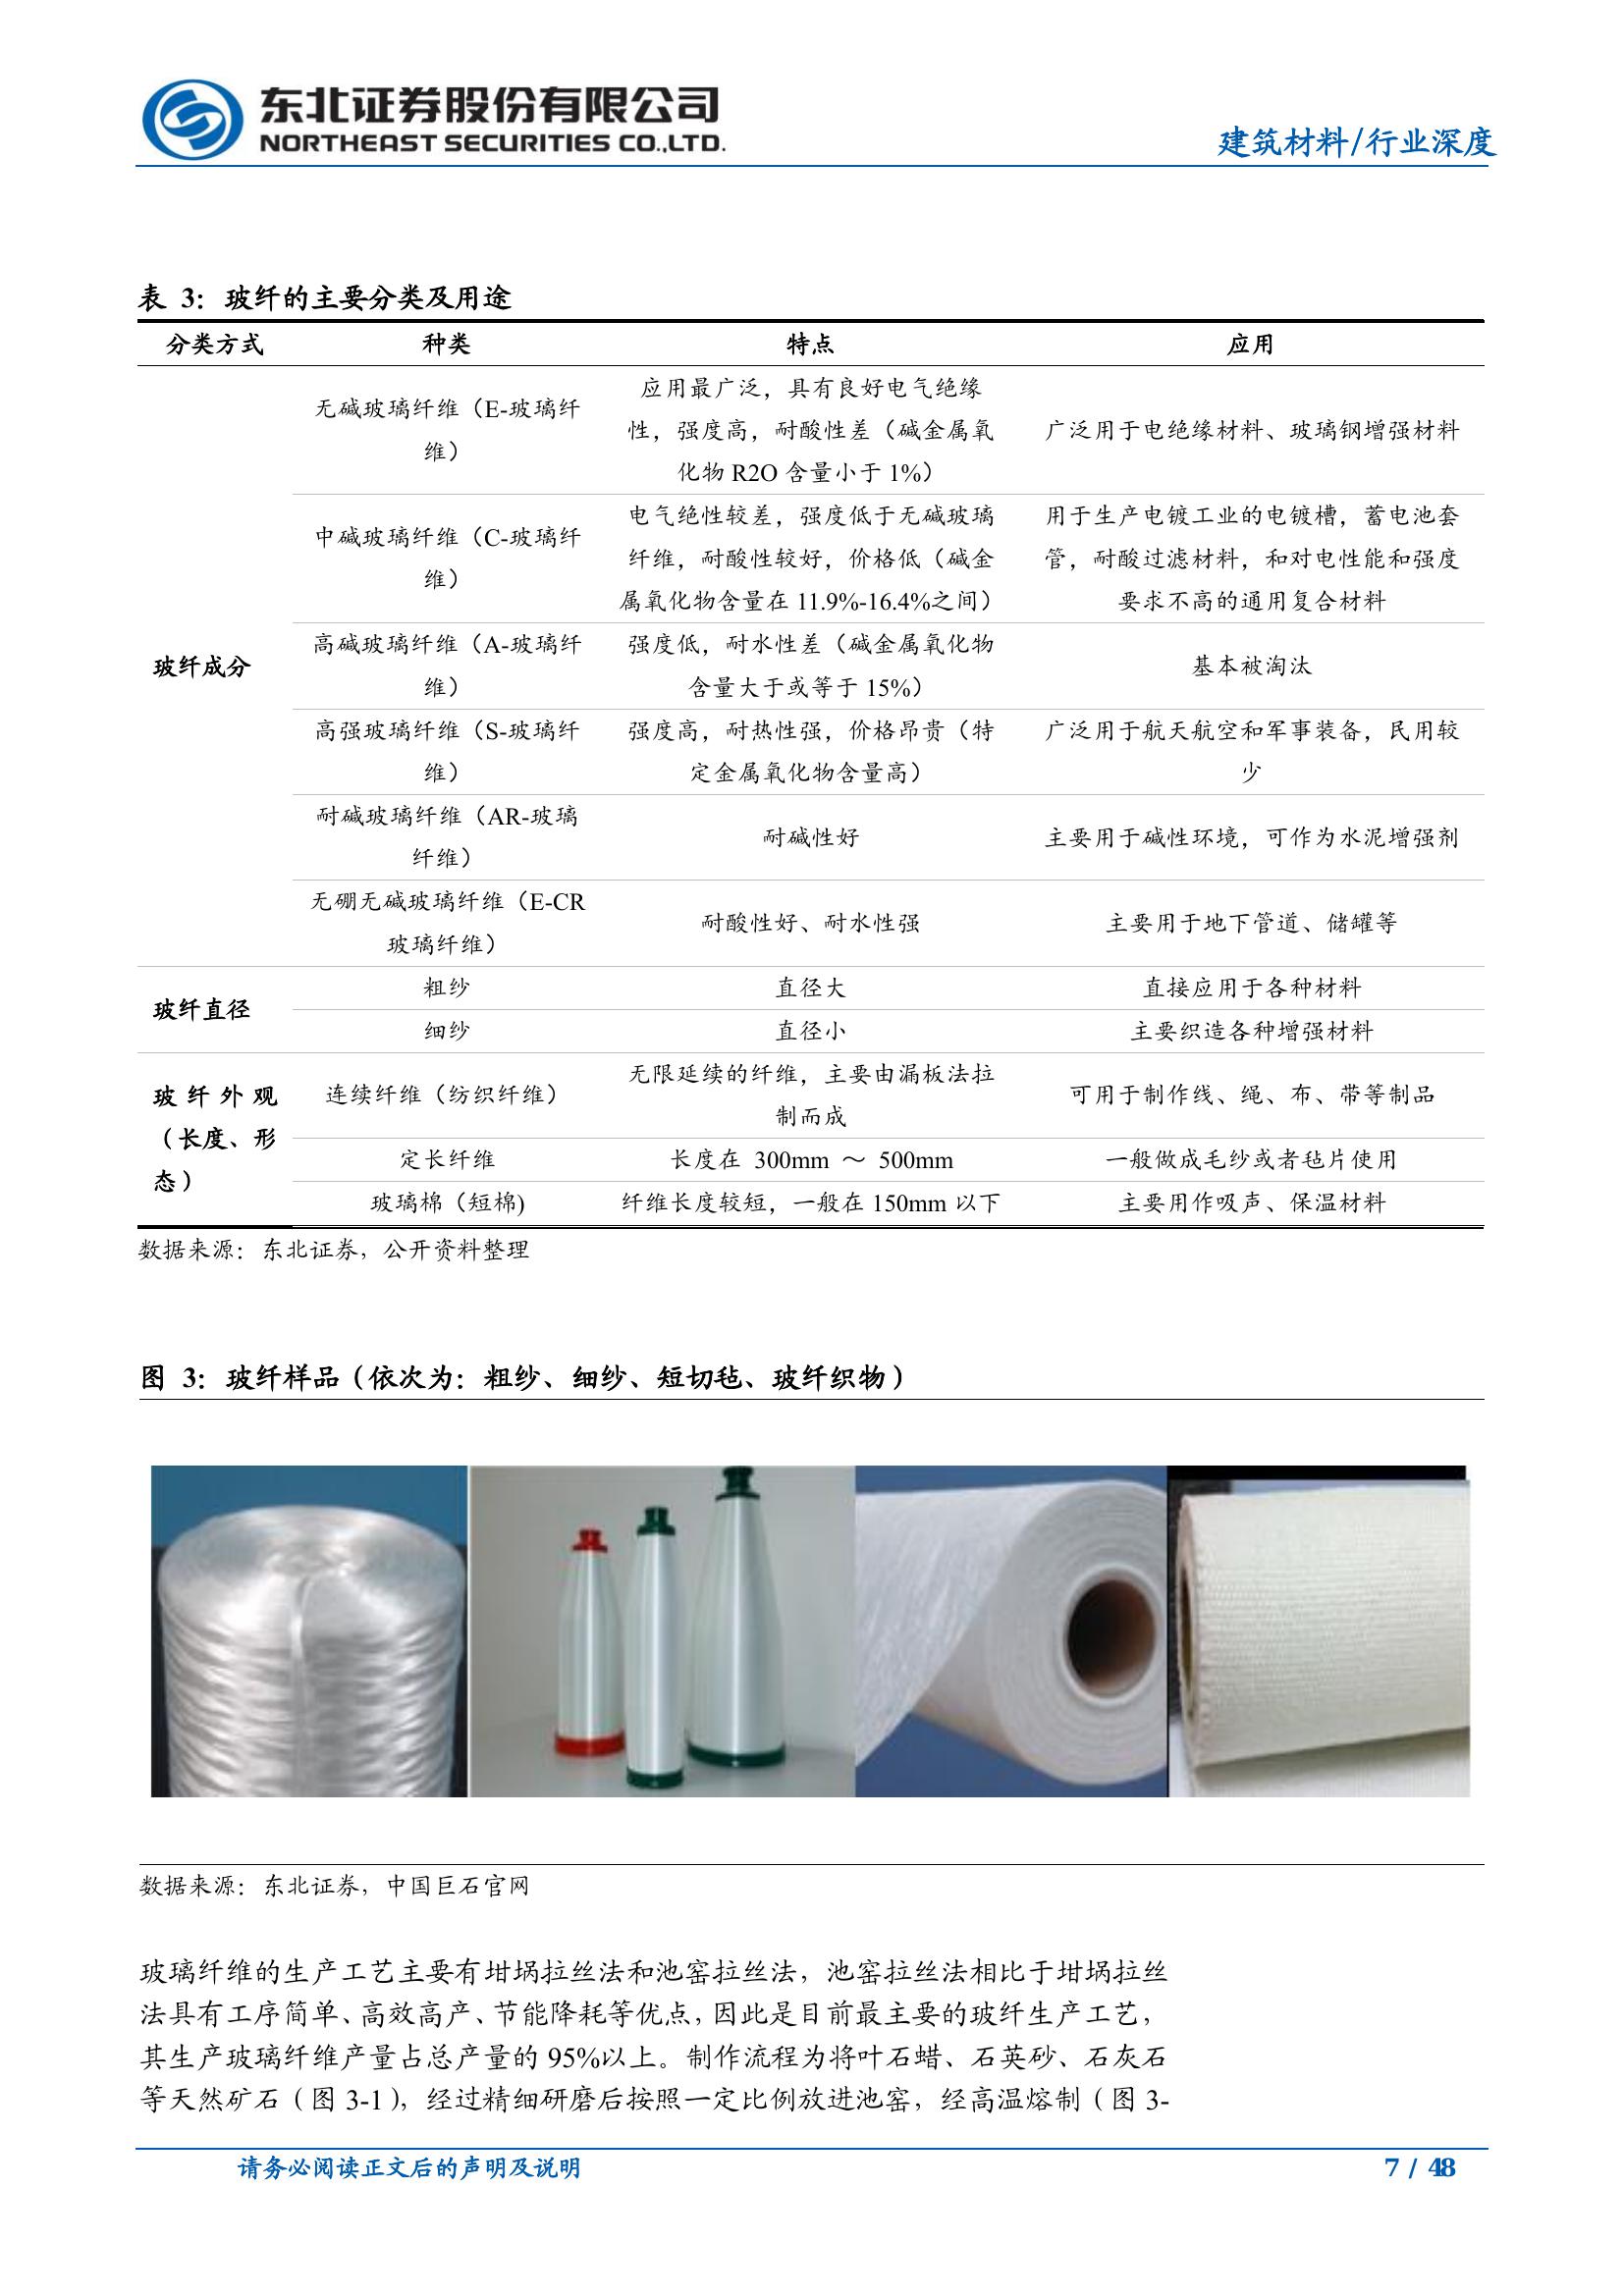 东北证券股份有限公司
NORTHEAST SECURITIES CO.,LTD.
建筑材料/行业深度
表 3：玻纤的主要分类及用途
分类方式 种类 特点 应用
玻纤成分
无碱玻璃纤维（E-玻璃纤
维）
应用最广泛，具有良好电气绝缘
性，强度高，耐酸性差（碱金属氧
化物 R2O 含量小于 1%）
广泛用于电绝缘材料、玻璃钢增强材料
中碱玻璃纤维（C-玻璃纤
维）
电气绝性较差，强度低于无碱玻璃
纤维，耐酸性较好，价格低（碱金
属氧化物含量在 11.9%-16.4%之间）
用于生产电镀工业的电镀槽，蓄电池套
管，耐酸过滤材料，和对电性能和强度
要求不高的通用复合材料
高碱玻璃纤维（A-玻璃纤
维）
强度低，耐水性差（碱金属氧化物
含量大于或等于 15%）
基本被淘汰
高强玻璃纤维（S-玻璃纤
维）
强度高，耐热性强，价格昂贵（特
定金属氧化物含量高）
广泛用于航天航空和军事装备，民用较
少
耐碱玻璃纤维（AR-玻璃
纤维）
耐碱性好
主要用于碱性环境，可作为水泥增强剂
无硼无碱玻璃纤维（E-CR
玻璃纤维）
耐酸性好、耐水性强
主要用于地下管道、储罐等
玻纤直径
粗纱 直径大 直接应用于各种材料
细纱 直径小 主要织造各种增强材料
玻纤外观
（长度、形
态）
连续纤维（纺织纤维）
无限延续的纤维，主要由漏板法拉
制而成
可用于制作线、绳、布、带等制品
定长纤维 长度在 300mm ～ 500mm 一般做成毛纱或者毡片使用
玻璃棉（短棉) 纤维长度较短，一般在 150mm 以下 主要用作吸声、保温材料
数据来源：东北证券，公开资料整理
图 3：玻纤样品（依次为：粗纱、细纱、短切毡、玻纤织物）
数据来源：东北证券，中国巨石官网
玻璃纤维的生产工艺主要有坩埚拉丝法和池窑拉丝法，池窑拉丝法相比于坩埚拉丝
法具有工序简单、高效高产、节能降耗等优点，因此是目前最主要的玻纤生产工艺，
其生产玻璃纤维产量占总产量的 95%以上。制作流程为将叶石蜡、石英砂、石灰石
等天然矿石（图 3-1），经过精细研磨后按照一定比例放进池窑，经高温熔制（图 3-
请务必阅读正文后的声明及说明
7 / 48